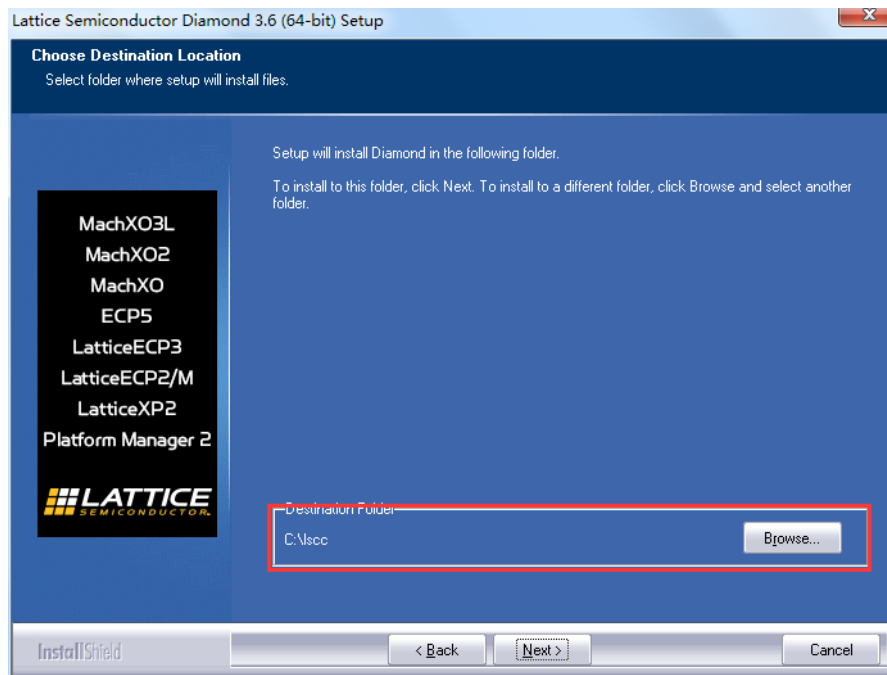 Lattice Semiconductor Diamond 3.6 (64-bit) Setup
Choose Destination Location
Select folder where setup will install files.
Setup will install Diamond in the following folder.
To install to this folder, click Next. To install to a different folder, click Browse and select another
folder.
MachXO3L
MachXO2
MachXO
ECP5
LatticeECP3
LatticeECP2/M
LatticeXP2
Platform Manager 2
LATTICE
SEMICONDUCTOR.
Destination Folder
C:\lscc
Browse...
InstallShield
< Back
Next >
Cancel